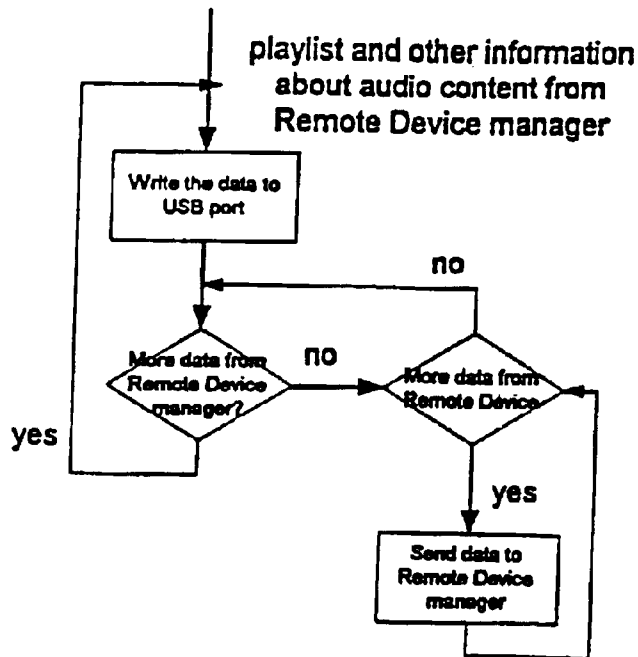 playlist and other information
about audio content from
Remote Device manager
Write the data to
USB port
no
More data from
Remote Device
manager?
no
More data from
Remote Device
yes
yes
Send data to
Remote Device
manager